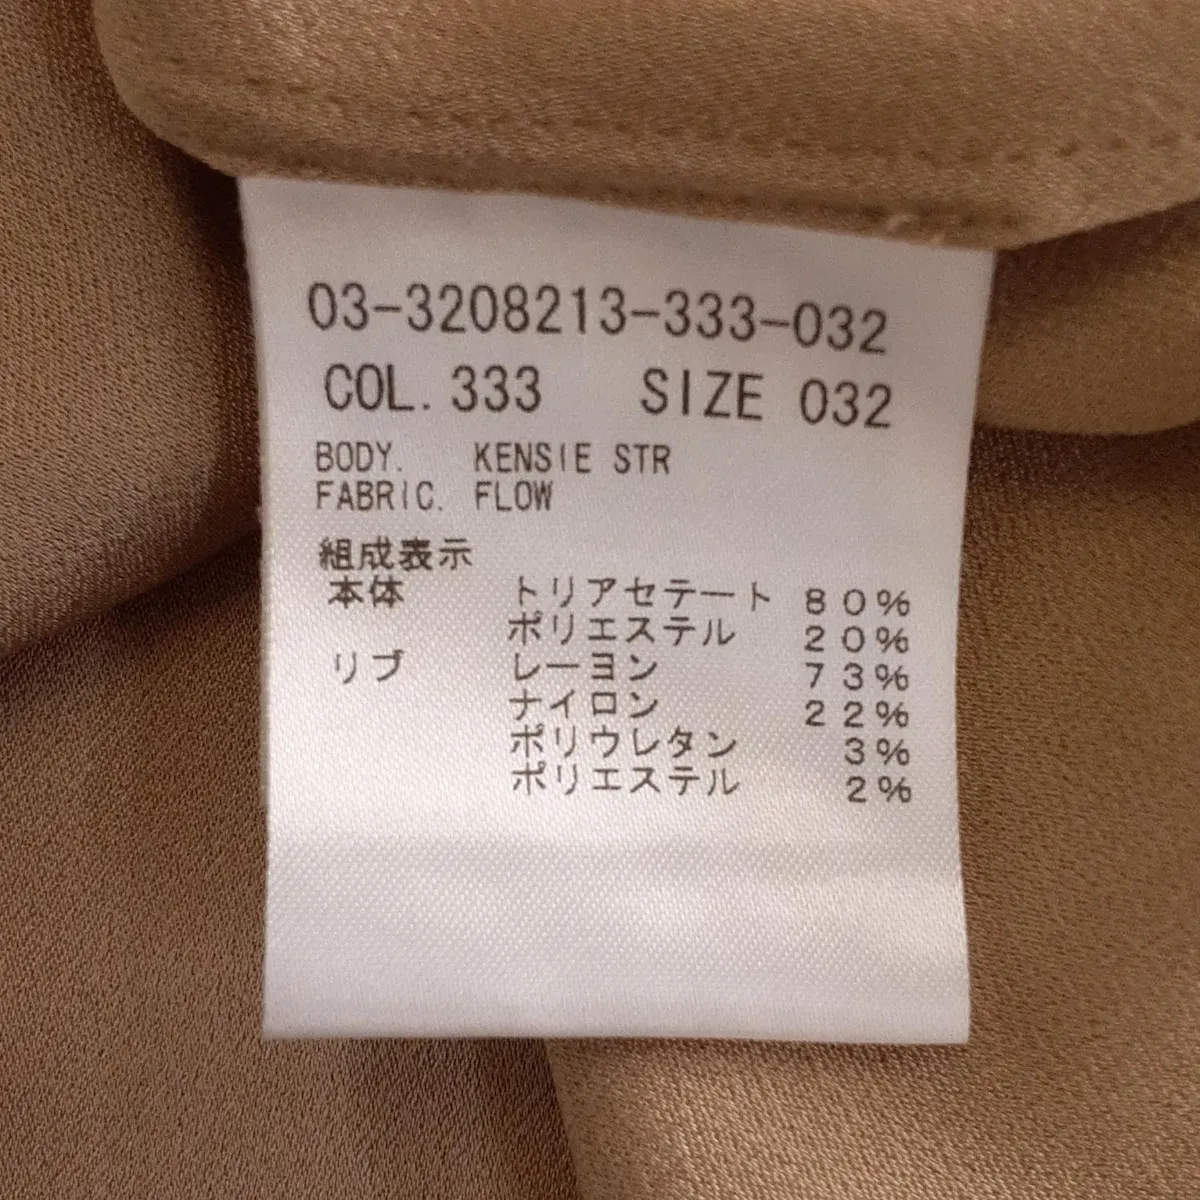 03-3208213-333-032
COL. 333 SIZE 032
BODY. KENSIE STR
FABRIC. FLOW
組成表示
本体 トリアセテート 80%
ポリエステル 20%
リブ レーヨン 73%
ナイロン 22%
ポリウレタン 3%
ポリエステル 2%